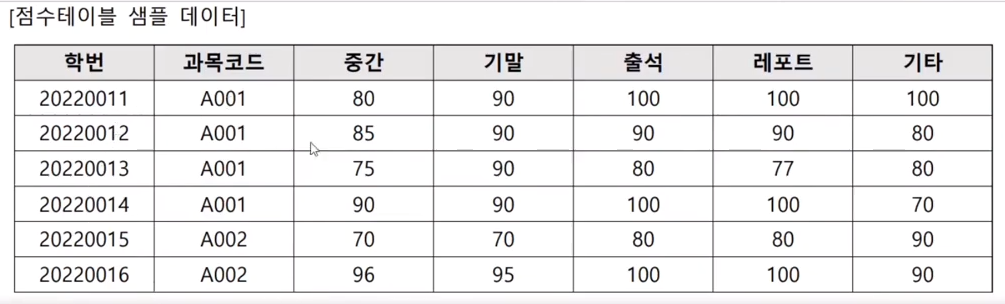 [점수테이블 샘플 데이터]
학번 과목코드 중간 기말 출석 레포트 기타
20220011 A001 80 90 100 100 100
20220012 A001 85 90 90 90 80
20220013 A001 75 90 80 77 80
20220014 A001 90 90 100 100 70
20220015 A002 70 70 80 80 90
20220016 A002 96 95 100 100 90